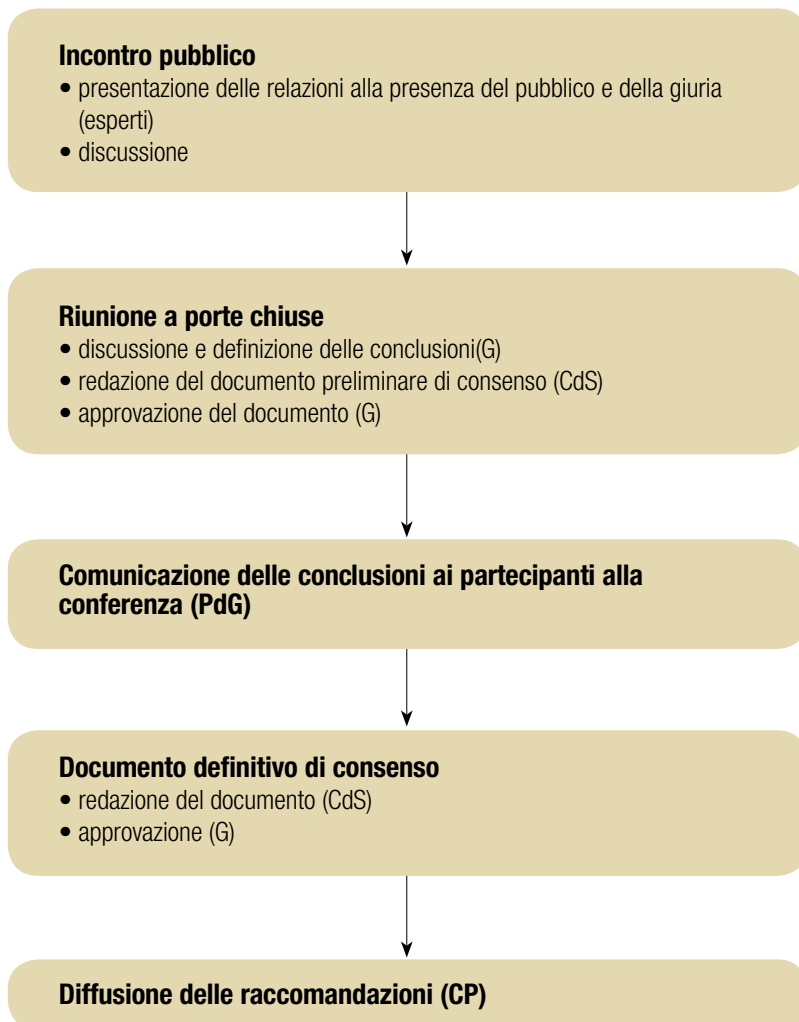 Incontro pubblico
• presentazione delle relazioni alla presenza del pubblico e della giuria
(esperti)
• discussione
Riunione a porte chiuse
• discussione e definizione delle conclusioni(G)
• redazione del documento preliminare di consenso (CdS)
• approvazione del documento (G)
Comunicazione delle conclusioni ai partecipanti alla
conferenza (PdG)
Documento definitivo di consenso
• redazione del documento (CdS)
• approvazione (G)
Diffusione delle raccomandazioni (CP)